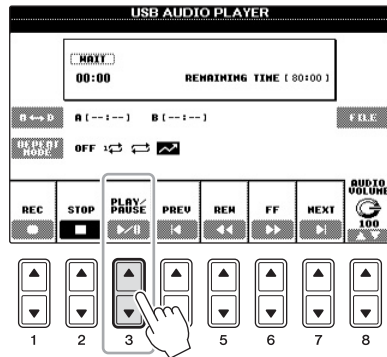 USB AUDIO PLAYER
WAIT
00:00 REMAINING TIME [ 80:00 ]
A [ --:-- ] B [ --:-- ] FILE
REPEAT MODE OFF 1
AUDIO VOLUME
REC STOP PLAY/PAUSE PREV REW FF NEXT
100
1 2 3 5 6 7 8